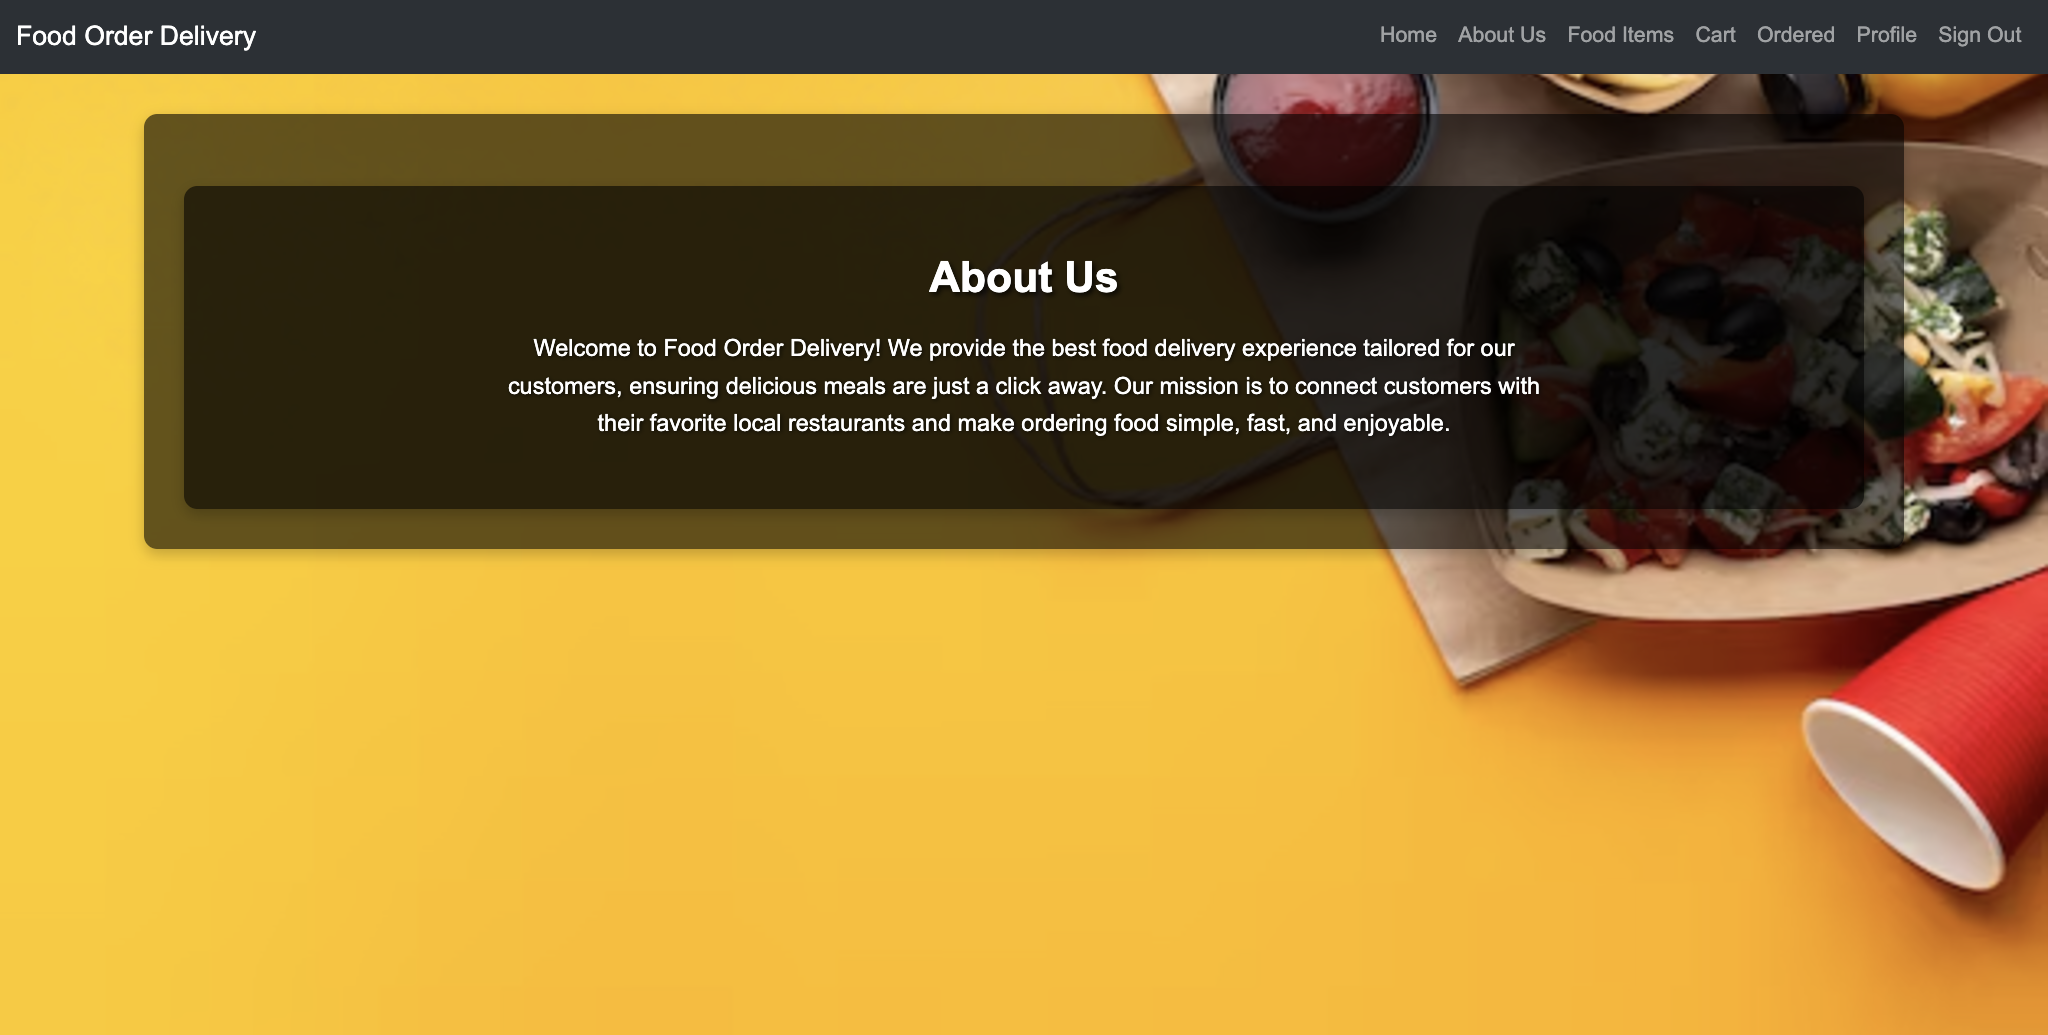 Food Order Delivery
Home About Us Food Items Cart Ordered Profile Sign Out
About Us
Welcome to Food Order Delivery! We provide the best food delivery experience tailored for our
customers, ensuring delicious meals are just a click away. Our mission is to connect customers with
their favorite local restaurants and make ordering food simple, fast, and enjoyable.